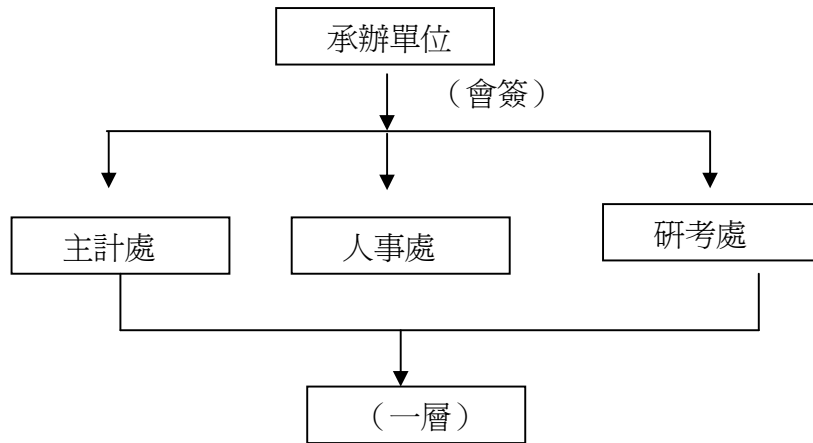 承辦單位
（會簽）
主計處
人事處
研考處
（一層）